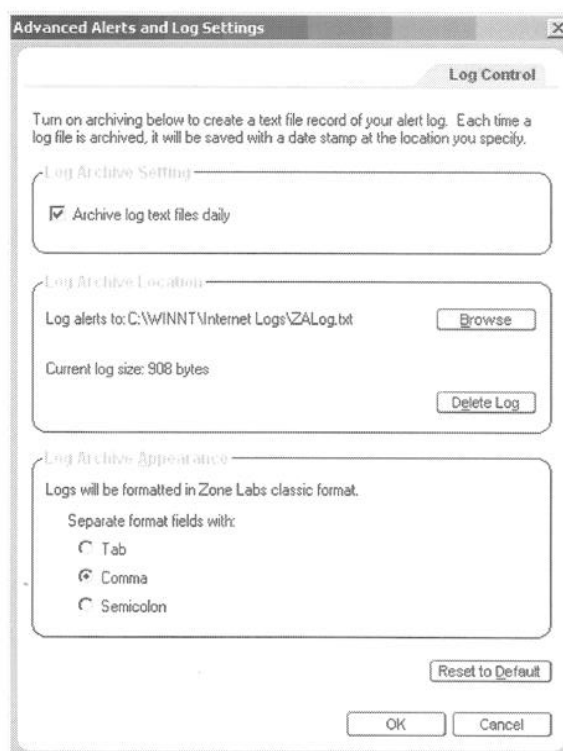 Advanced Alerts and Log Settings
Log Control
Turn on archiving below to create a text file record of your alert log. Each time a
log file is archived, it will be saved with a date stamp at the location you specify.
Log Archive Setting
Archive log text files daily
Log Archive Location
Log alerts to: C:\WINNT\Internet Logs\ZALog.txt
Browse
Current log size: 908 bytes
Delete Log
Log Archive Appearance
Logs will be formatted in Zone Labs classic format.
Separate format fields with:
Tab
Comma
Semicolon
Reset to Default
OK
Cancel